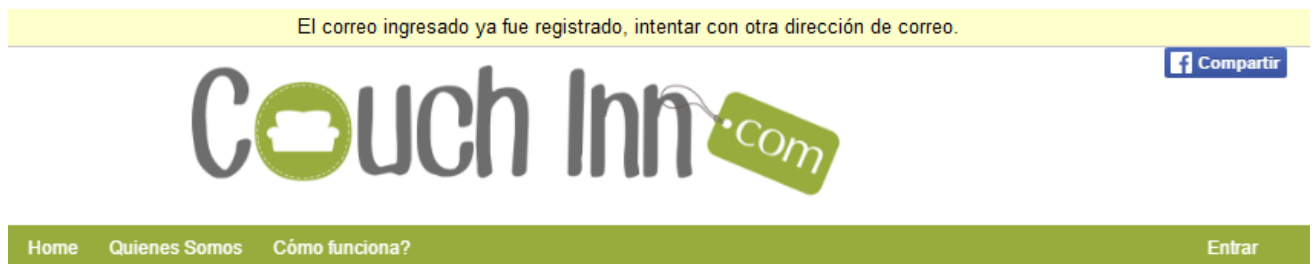 El correo ingresado ya fue registrado, intentar con otra dirección de correo.
Compartir
Couch Inn .com
Home Quienes Somos Cómo funciona? Entrar